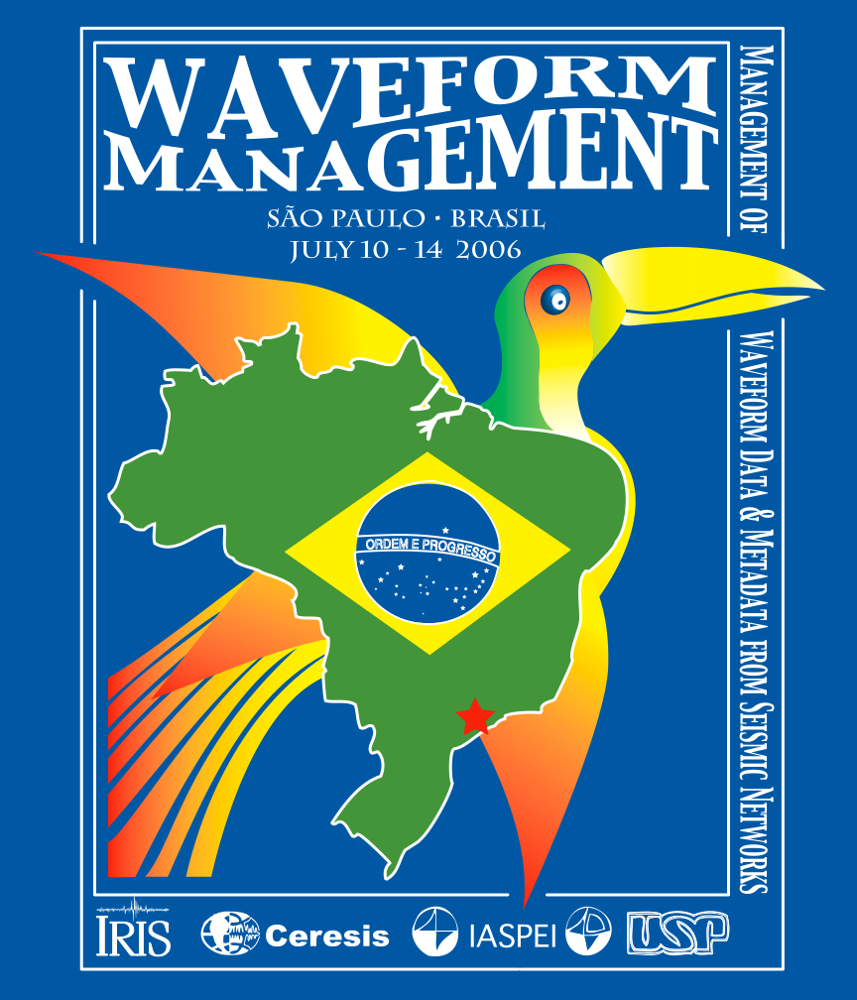 WAVEFORM
MANAGEMENT
SÃO PAULO · BRASIL
JULY 10 - 14 2006
MANAGEMENT OF
WAVEFORM DATA & METADATA FROM SEISMIC NETWORKS
ORDEM E PROGRESSO
IRIS
Ceresis
IASPEI
USP